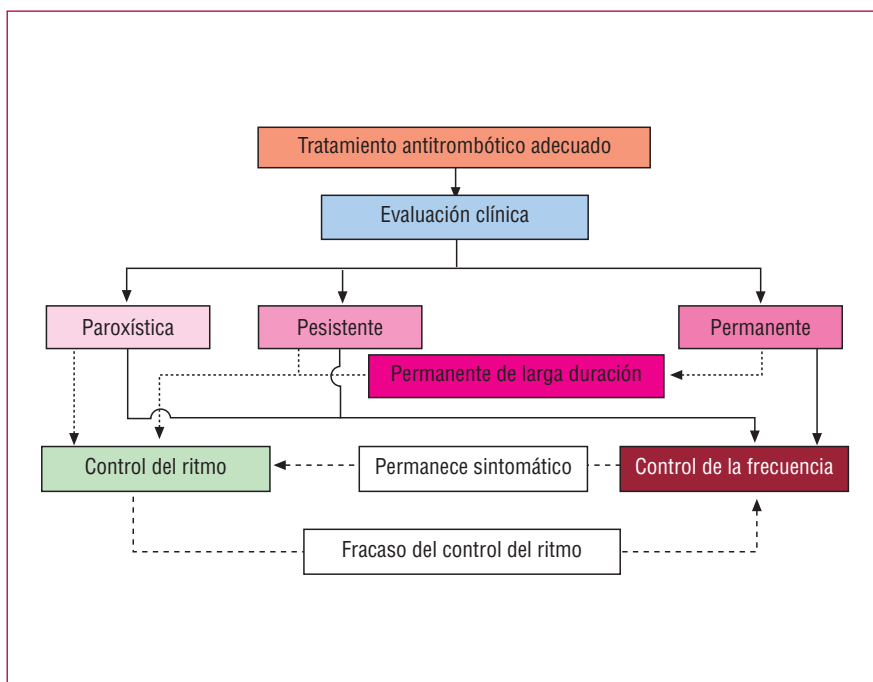 Tratamiento antitrombótico adecuado
Evaluación clínica
Paroxística
Pesistente
Permanente
Permanente de larga duración
Control del ritmo
Permanece sintomático
Control de la frecuencia
Fracaso del control del ritmo